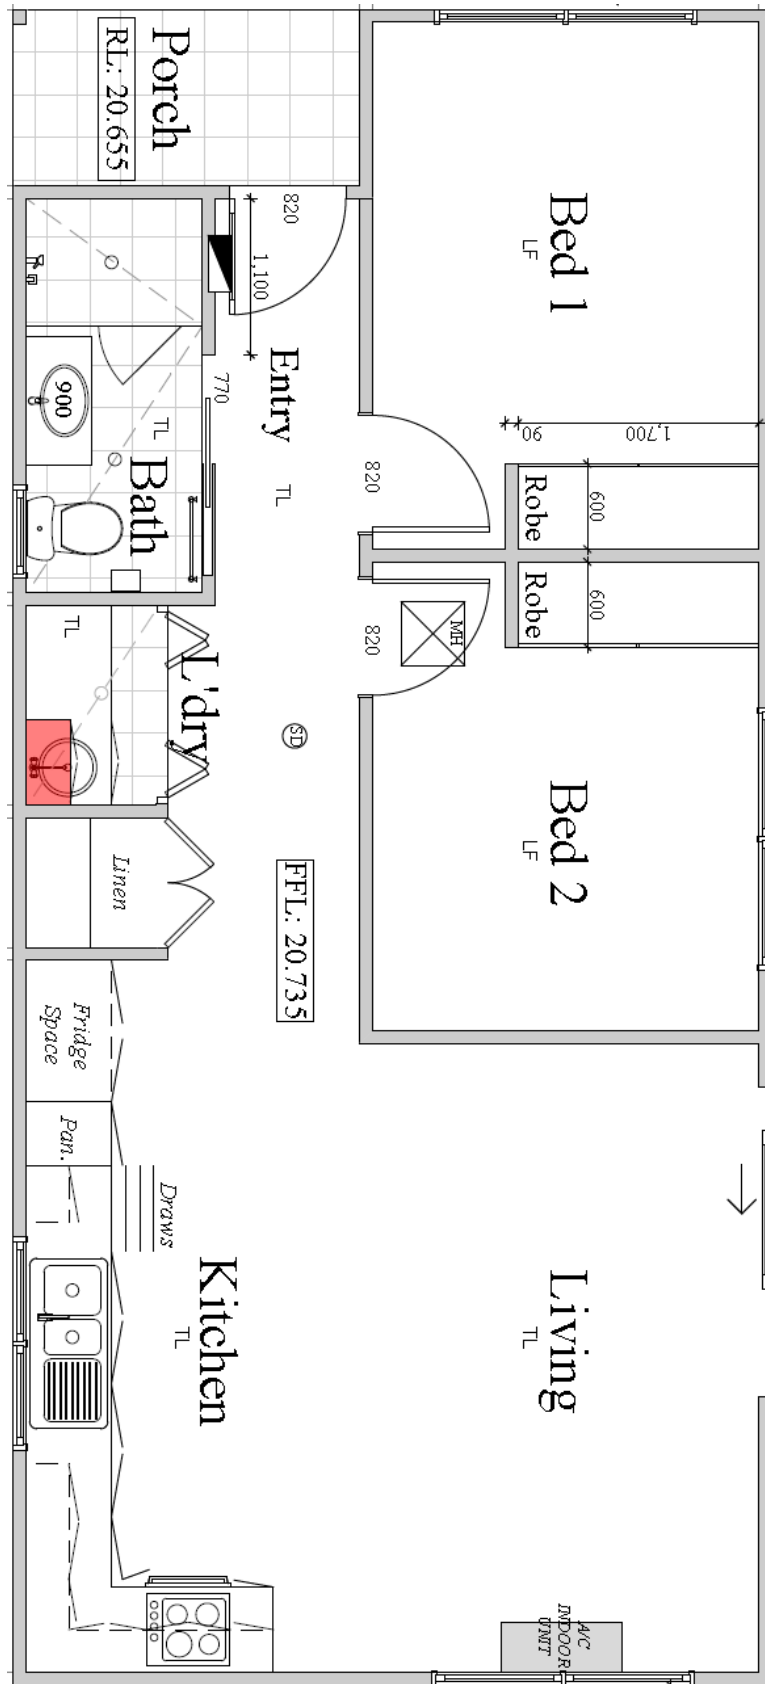 Porch
RL: 20.655
Bed 1
LF
820
1,100
Entry
TL
770
900
TL
Bath
820
90
1,700
Robe
600
Robe
600
820
MH
TL
L'dry
SD
Bed 2
LF
Linen
FFL: 20.735
Fridge
Space
Pan.
Draws
Kitchen
TL
Living
TL
A/C
INDOOR
UNIT